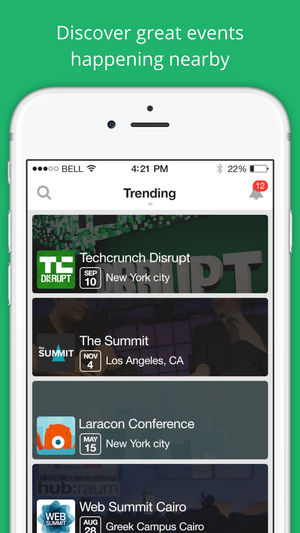 Discover great events
happening nearby
BELL 4:21 PM 22%
Trending
12
DISRUPT
TC
DISRUPT
Techcrunch Disrupt
SEP
10
New York city
the
SUMMIT
The Summit
NOV
4
Los Angeles, CA
Laracon Conference
MAY
15
New York city
hub:raum
WEB
SUMMIT
Web Summit Cairo
AUG
28
Greek Campus Cairo